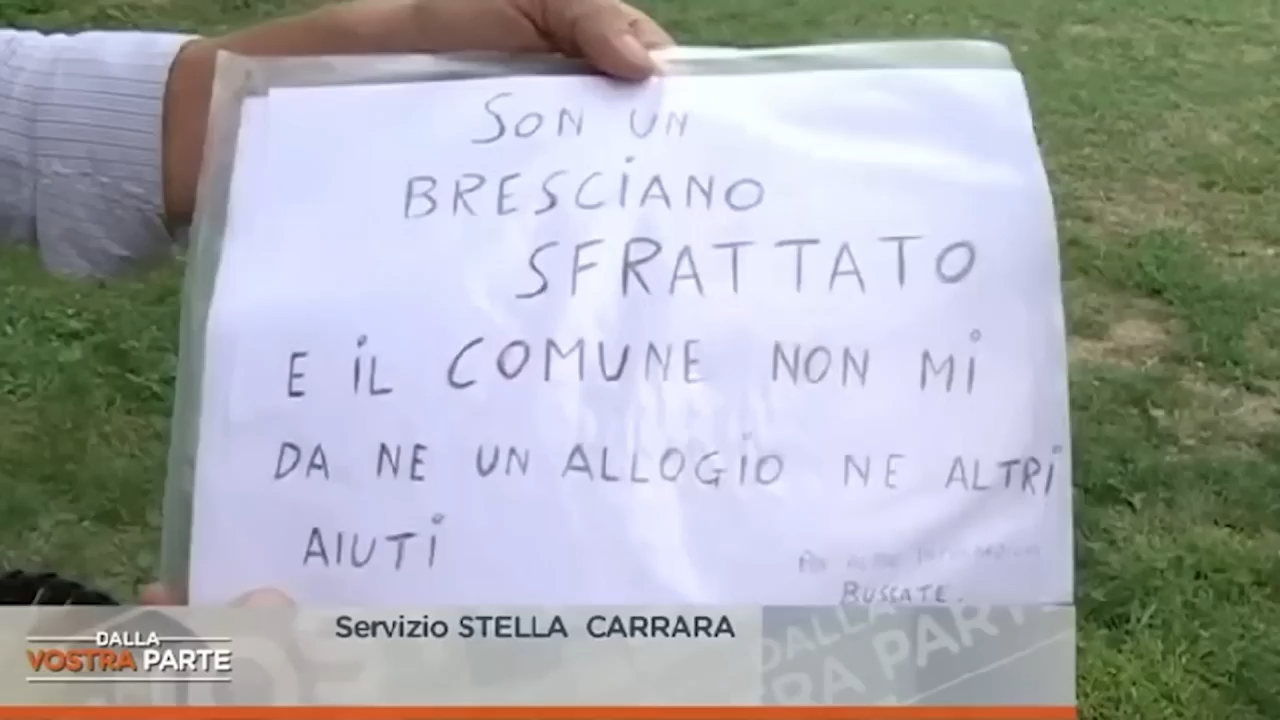 SON UN
BRESCIANO
SFRATTATO
E IL COMUNE NON MI
DA NE UN ALLOGIO NE ALTRI
AIUTI
BUSSATE.
Servizio STELLA CARRARA
DALLA
VOSTRA PARTE